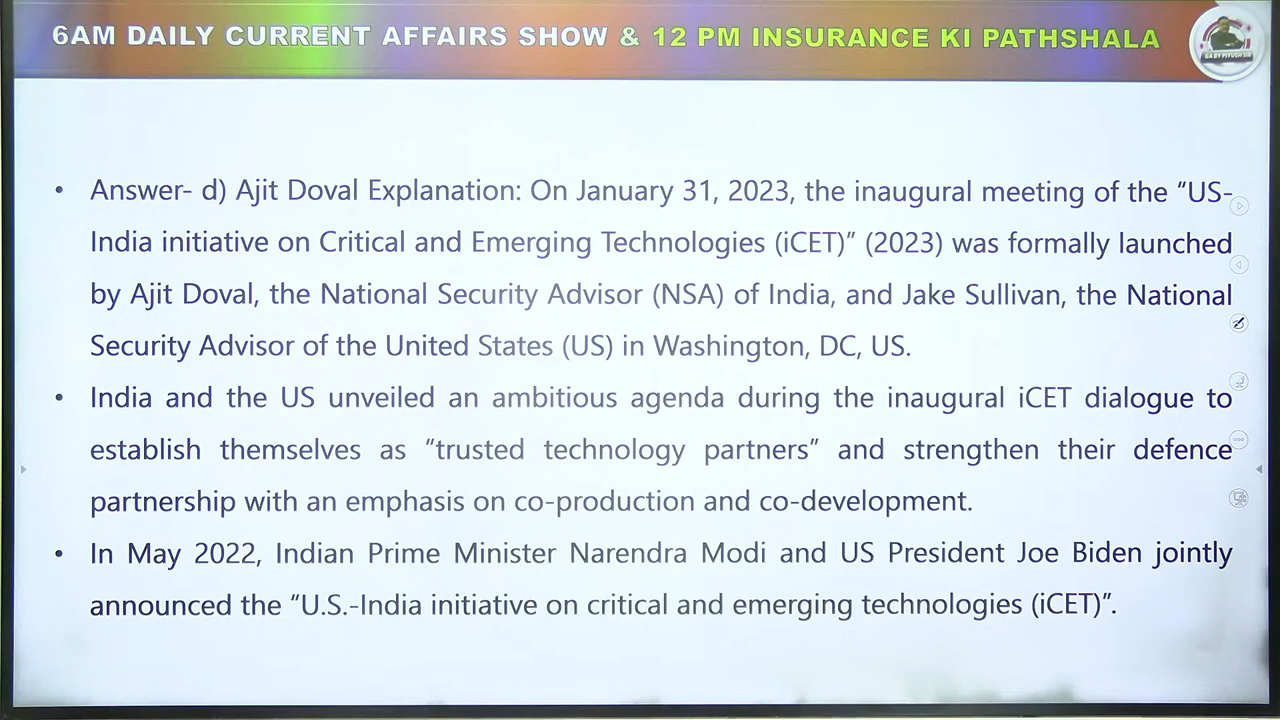 6AM DAILY CURRENT AFFAIRS SHOW & 12 PM INSURANCE KI PATHSHALA
GA BY PIYUSH SIR
• Answer- d) Ajit Doval Explanation: On January 31, 2023, the inaugural meeting of the “US-
India initiative on Critical and Emerging Technologies (iCET)” (2023) was formally launched
by Ajit Doval, the National Security Advisor (NSA) of India, and Jake Sullivan, the National
Security Advisor of the United States (US) in Washington, DC, US.
• India and the US unveiled an ambitious agenda during the inaugural iCET dialogue to
establish themselves as “trusted technology partners” and strengthen their defence
partnership with an emphasis on co-production and co-development.
• In May 2022, Indian Prime Minister Narendra Modi and US President Joe Biden jointly
announced the “U.S.-India initiative on critical and emerging technologies (iCET)”.